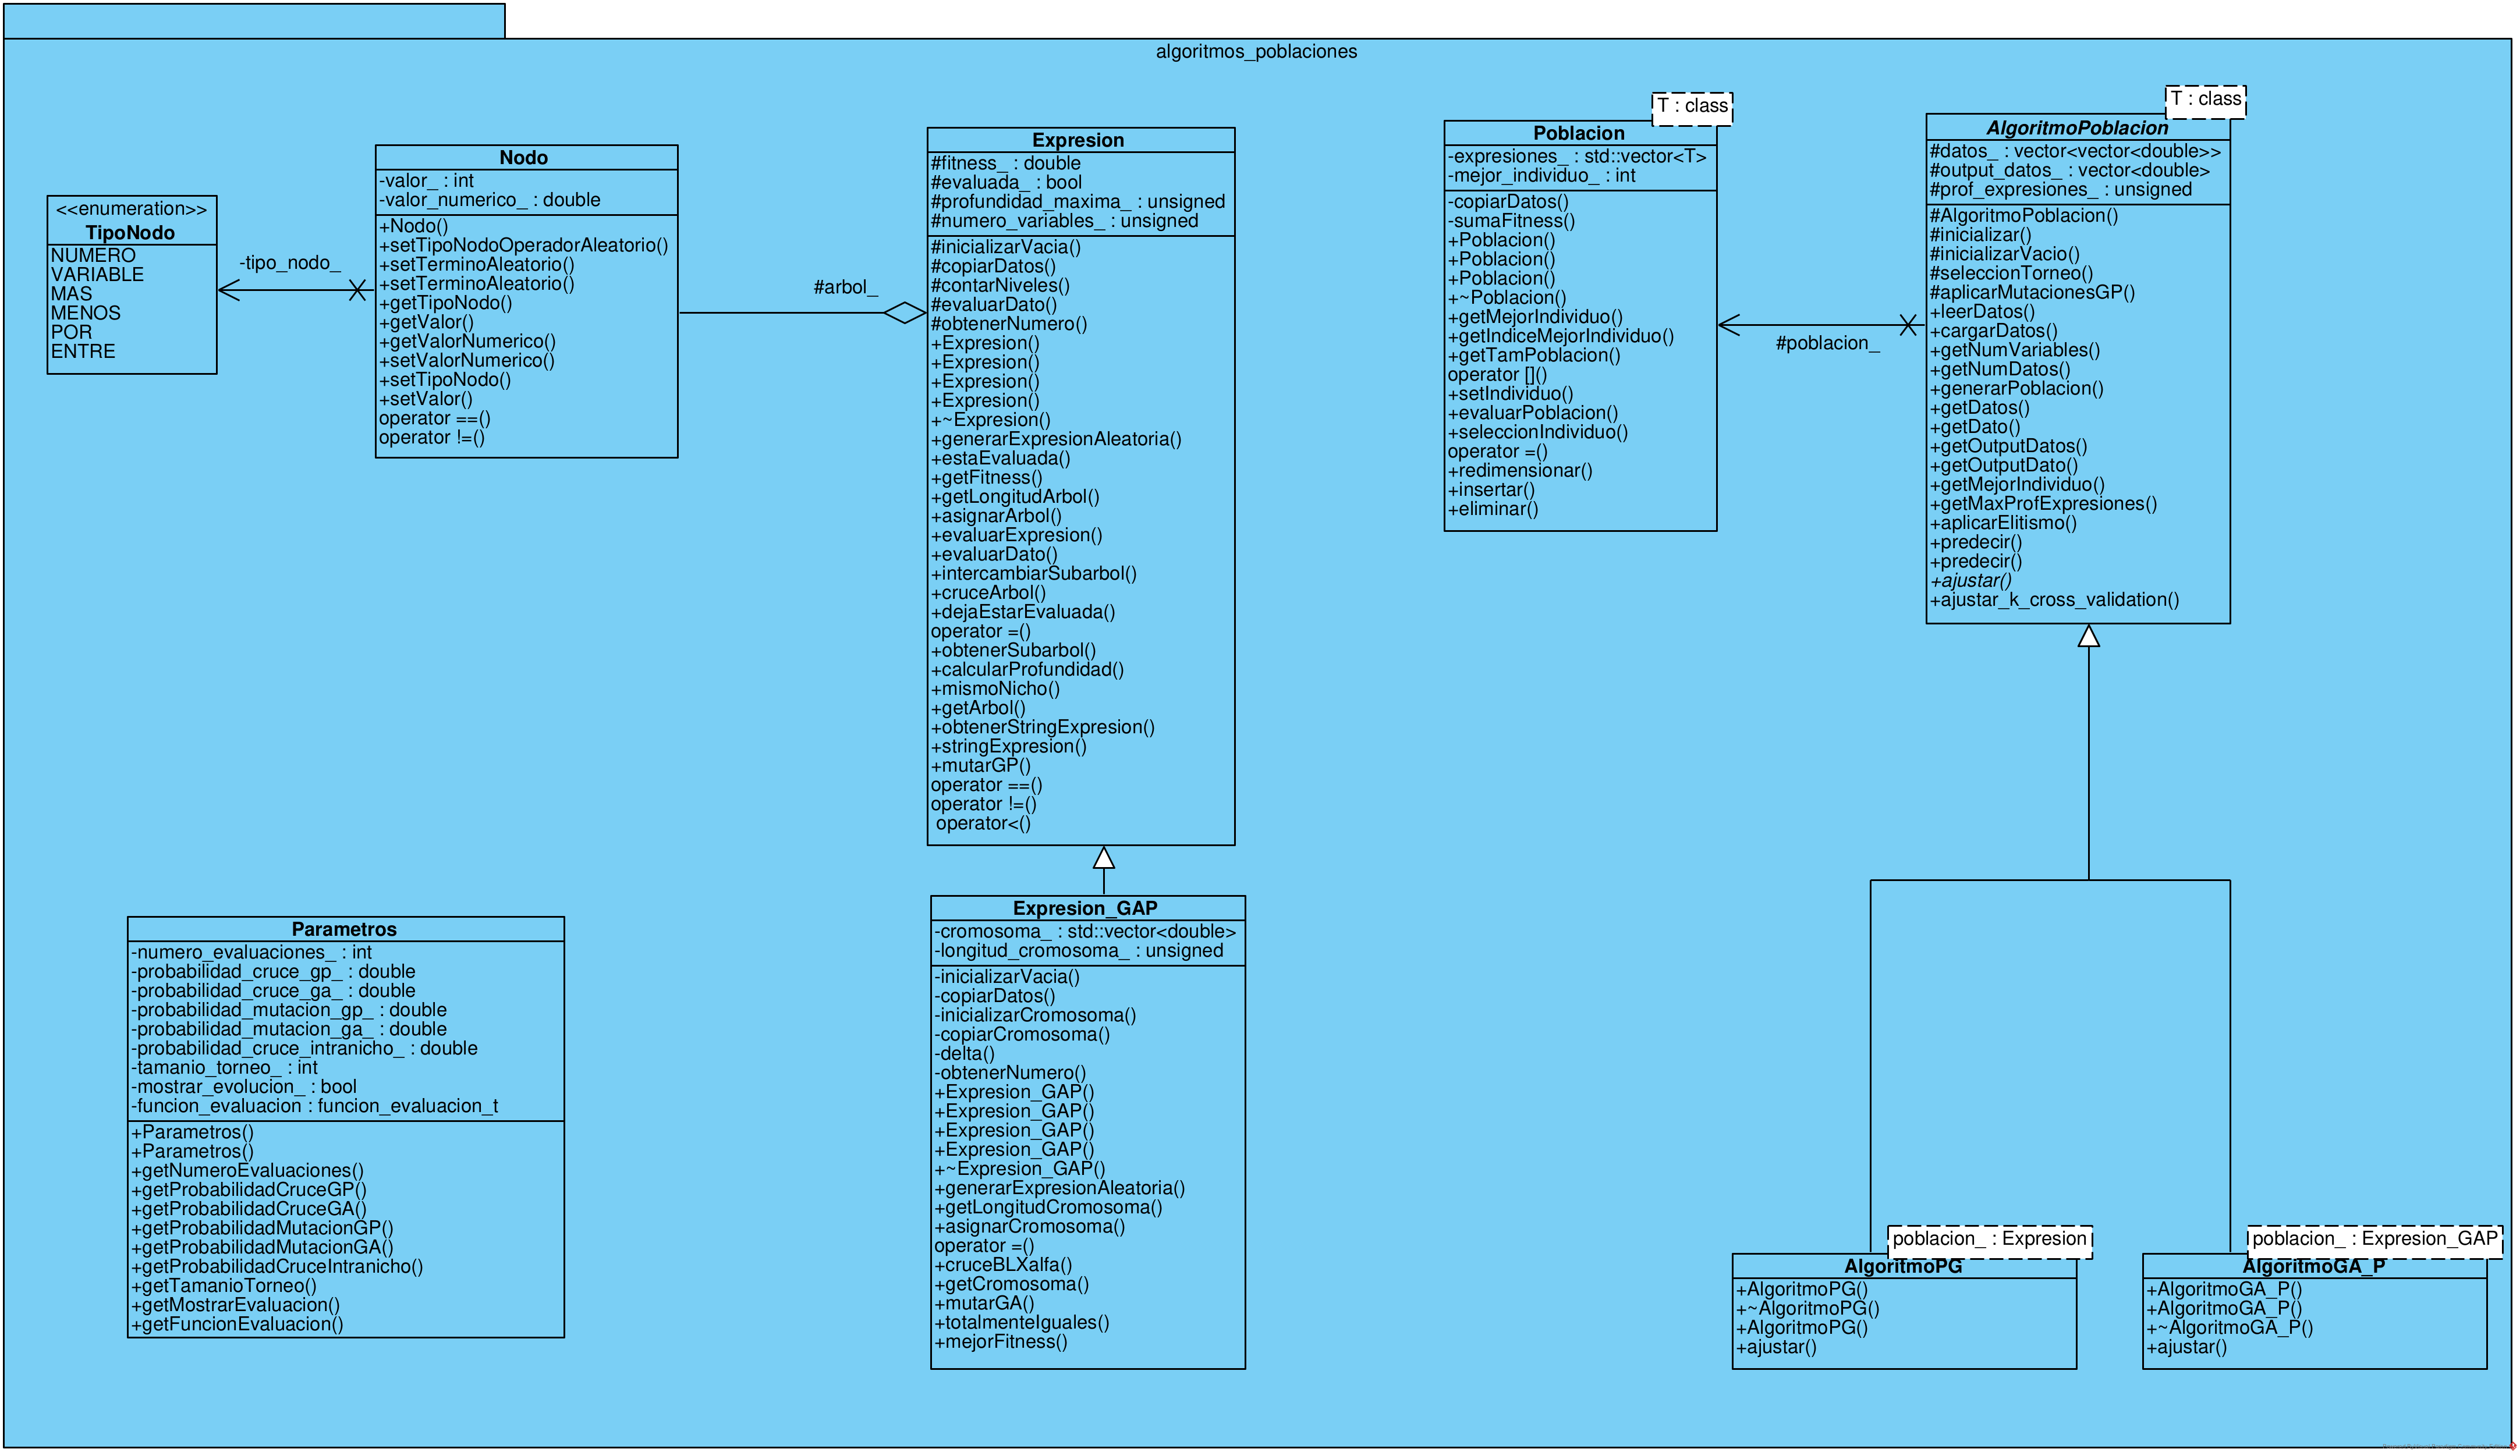 algoritmos_poblaciones
<<enumeration>>
TipoNodo
NUMERO
VARIABLE
MAS
MENOS
POR
ENTRE
-tipo_nodo_
Nodo
-valor_ : int
-valor_numerico_ : double
+Nodo()
+setTipoNodoOperadorAleatorio()
+setTerminoAleatorio()
+setTerminoAleatorio()
+getTipoNodo()
+getValor()
+getValorNumerico()
+setValorNumerico()
+setTipoNodo()
+setValor()
operator ==()
operator !=()
#arbol_
Expresion
#fitness_ : double
#evaluada_ : bool
#profundidad_maxima_ : unsigned
#numero_variables_ : unsigned
#inicializarVacia()
#copiarDatos()
#contarNiveles()
#evaluarDato()
#obtenerNumero()
+Expresion()
+Expresion()
+Expresion()
+Expresion()
+~Expresion()
+generarExpresionAleatoria()
+estaEvaluada()
+getFitness()
+getLongitudArbol()
+asignarArbol()
+evaluarExpresion()
+evaluarDato()
+intercambiarSubarbol()
+cruceArbol()
+dejaEstarEvaluada()
operator =()
+obtenerSubarbol()
+calcularProfundidad()
+mismoNicho()
+getArbol()
+obtenerStringExpresion()
+stringExpresion()
+mutarGP()
operator ==()
operator !=()
operator<()
T : class
Poblacion
-expresiones_ : std::vector<T>
-mejor_individuo_ : int
-copiarDatos()
-sumaFitness()
+Poblacion()
+Poblacion()
+Poblacion()
+~Poblacion()
+getMejorIndividuo()
+getIndiceMejorIndividuo()
+getTamPoblacion()
operator []()
+setIndividuo()
+evaluarPoblacion()
+seleccionIndividuo()
operator =()
+redimensionar()
+insertar()
+eliminar()
#poblacion_
T : class
AlgoritmoPoblacion
#datos_ : vector<vector<double>>
#output_datos_ : vector<double>
#prof_expresiones_ : unsigned
#AlgoritmoPoblacion()
#inicializar()
#inicializarVacio()
#seleccionTorneo()
#aplicarMutacionesGP()
+leerDatos()
+cargarDatos()
+getNumVariables()
+getNumDatos()
+generarPoblacion()
+getDatos()
+getDato()
+getOutputDatos()
+getOutputDato()
+getMejorIndividuo()
+getMaxProfExpresiones()
+aplicarElitismo()
+predecir()
+predecir()
+ajustar()
+ajustar_k_cross_validation()
Parametros
-numero_evaluaciones_ : int
-probabilidad_cruce_gp_ : double
-probabilidad_cruce_ga_ : double
-probabilidad_mutacion_gp_ : double
-probabilidad_mutacion_ga_ : double
-probabilidad_cruce_intranicho_ : double
-tamanio_torneo_ : int
-mostrar_evolucion_ : bool
-funcion_evaluacion : funcion_evaluacion_t
+Parametros()
+Parametros()
+getNumeroEvaluaciones()
+getProbabilidadCruceGP()
+getProbabilidadCruceGA()
+getProbabilidadMutacionGP()
+getProbabilidadMutacionGA()
+getProbabilidadCruceIntranicho()
+getTamanioTorneo()
+getMostrarEvaluacion()
+getFuncionEvaluacion()
Expresion_GAP
-cromosoma_ : std::vector<double>
-longitud_cromosoma_ : unsigned
-inicializarVacia()
-copiarDatos()
-inicializarCromosoma()
-copiarCromosoma()
-delta()
-obtenerNumero()
+Expresion_GAP()
+Expresion_GAP()
+Expresion_GAP()
+Expresion_GAP()
+~Expresion_GAP()
+generarExpresionAleatoria()
+getLongitudCromosoma()
+asignarCromosoma()
operator =()
+cruceBLXalfa()
+getCromosoma()
+mutarGA()
+totalmenteIguales()
+mejorFitness()
poblacion_ : Expresion
AlgoritmoPG
+AlgoritmoPG()
+~AlgoritmoPG()
+AlgoritmoPG()
+ajustar()
poblacion_ : Expresion_GAP
AlgoritmoGA_P
+AlgoritmoGA_P()
+AlgoritmoGA_P()
+~AlgoritmoGA_P()
+ajustar()